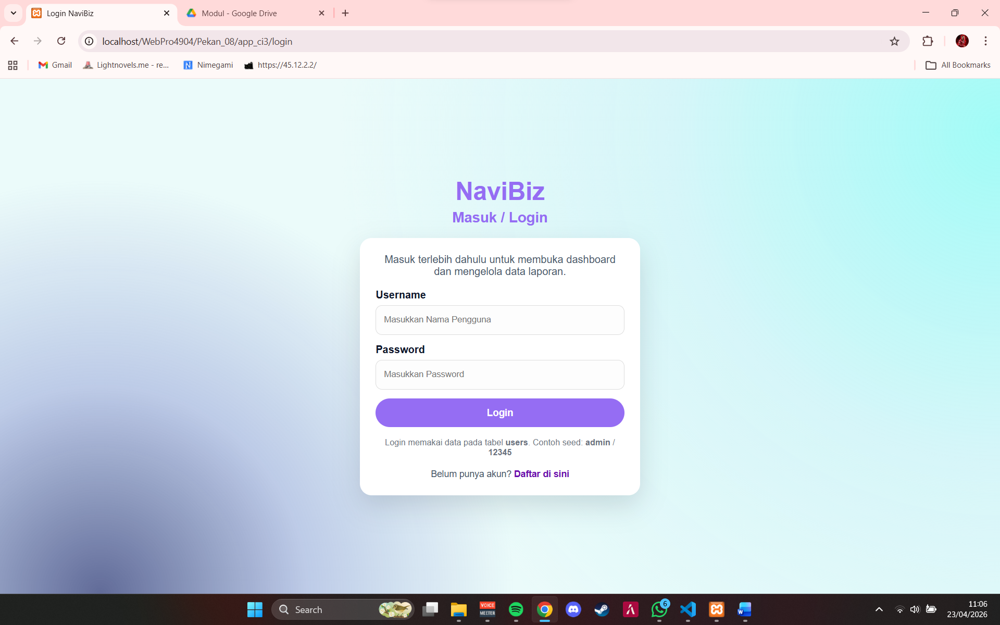 Login NaviBiz
Modul - Google Drive
localhost/WebPro4904/Pekan_08/app_ci3/login
Gmail
Lightnovels.me - re...
Nimegami
https://45.12.2.2/
All Bookmarks
NaviBiz
Masuk / Login
Masuk terlebih dahulu untuk membuka dashboard
dan mengelola data laporan.
Username
Masukkan Nama Pengguna
Password
Masukkan Password
Login
Login memakai data pada tabel users. Contoh seed: admin /
12345
Belum punya akun? Daftar di sini
Search
VOICE
MEETER
6
11:06
23/04/2026